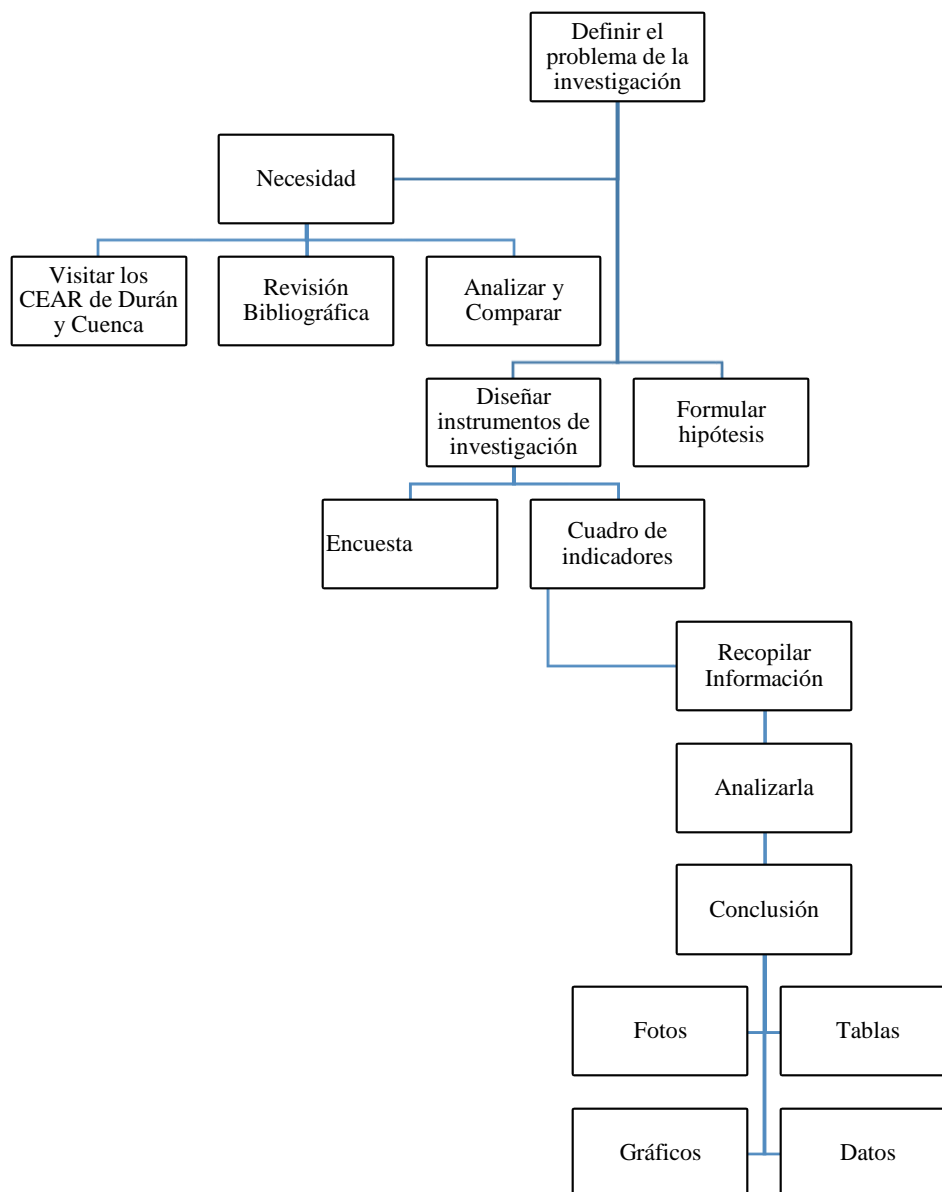 Definir el
problema de la
investigación
Necesidad
Visitar los
CEAR de Durán
y Cuenca
Revisión
Bibliográfica
Analizar y
Comparar
Diseñar
instrumentos de
investigación
Formular
hipótesis
Encuesta
Cuadro de
indicadores
Recopilar
Información
Analizarla
Conclusión
Fotos
Tablas
Gráficos
Datos